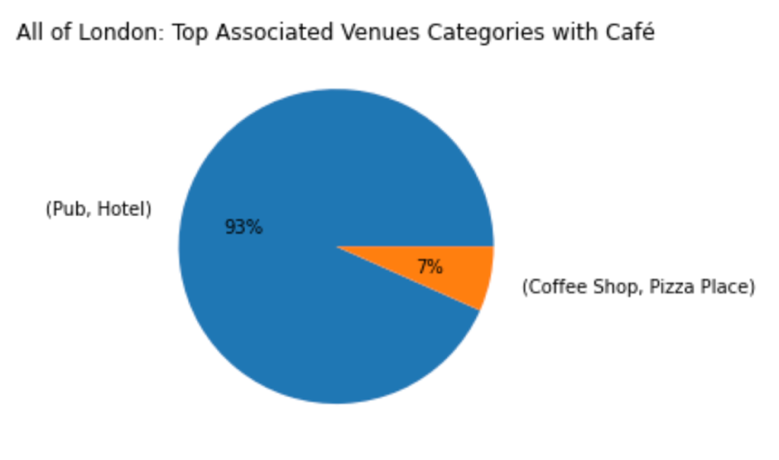 All of London: Top Associated Venues Categories with Café
(Pub, Hotel)
93%
7%
(Coffee Shop, Pizza Place)